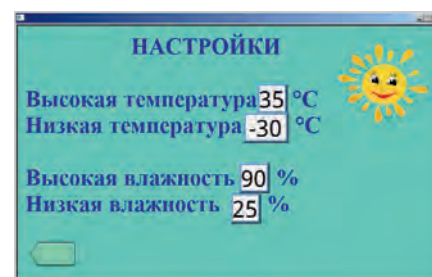 НАСТРОЙКИ
Высокая температура 35 °C
Низкая температура -30 °C
Высокая влажность 90 %
Низкая влажность 25 %